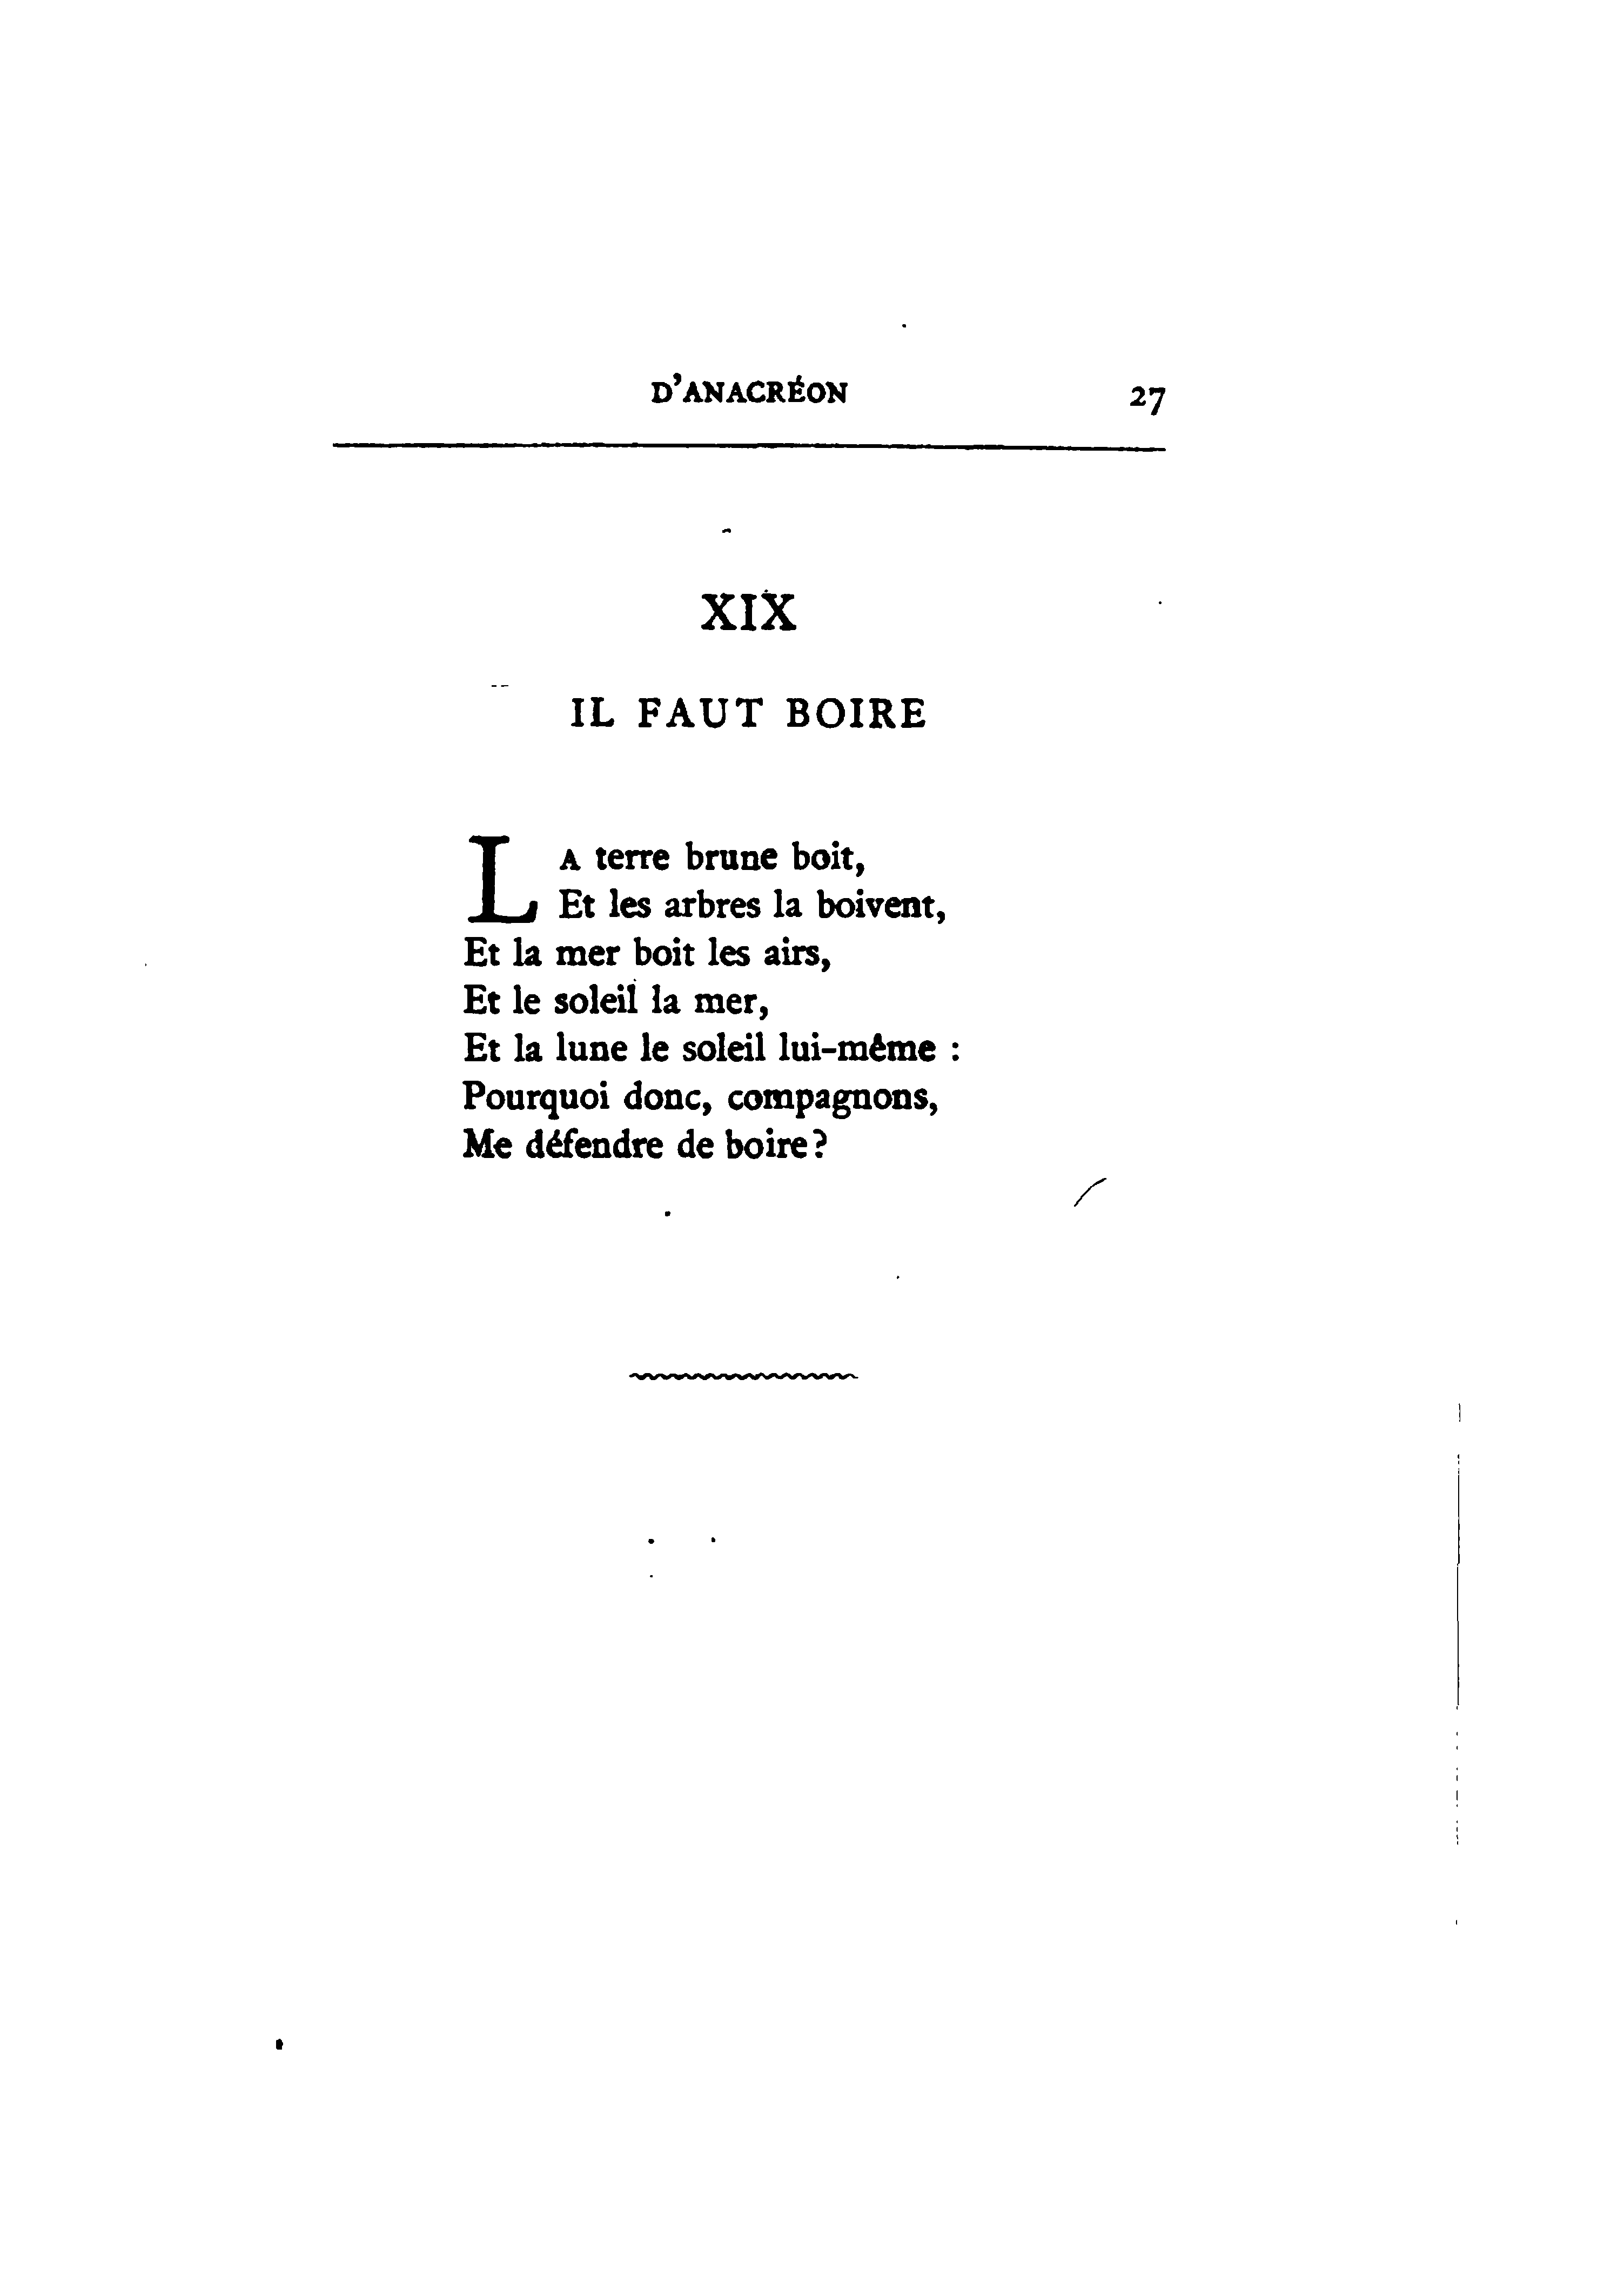 D'ANACRÉON 27
XIX
IL FAUT BOIRE
LA terre brune boit,
Et les arbres la boivent,
Et la mer boit les airs,
Et le soleil la mer,
Et la lune le soleil lui-même :
Pourquoi donc, compagnons,
Me défendre de boire ?